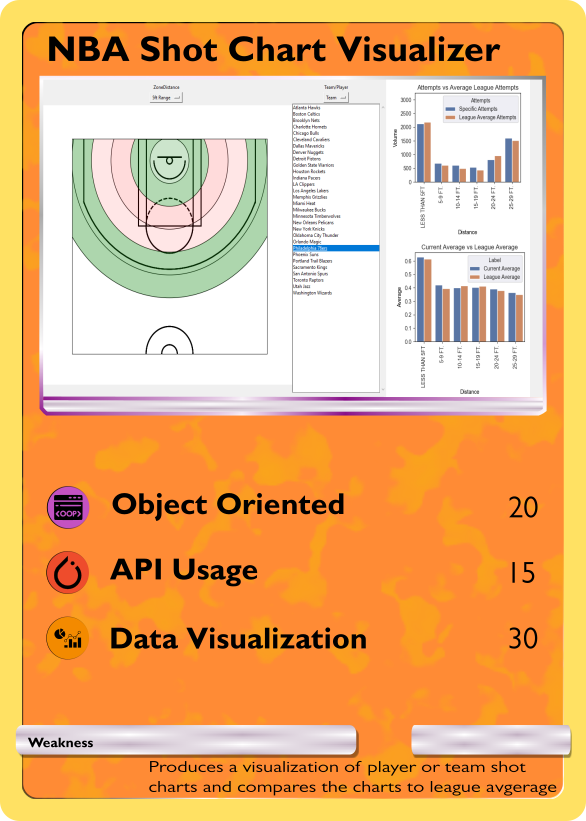 NBA Shot Chart Visualizer
ZoneDistance
5ft Range
Team/Player
Team
Atlanta Hawks
Boston Celtics
Brooklyn Nets
Charlotte Hornets
Chicago Bulls
Cleveland Cavaliers
Dallas Mavericks
Denver Nuggets
Detroit Pistons
Golden State Warriors
Houston Rockets
Indiana Pacers
LA Clippers
Los Angeles Lakers
Memphis Grizzlies
Miami Heat
Milwaukee Bucks
Minnesota Timberwolves
New Orleans Pelicans
New York Knicks
Oklahoma City Thunder
Orlando Magic
Philadelphia 76ers
Phoenix Suns
Portland Trail Blazers
Sacramento Kings
San Antonio Spurs
Toronto Raptors
Utah Jazz
Washington Wizards
Attempts vs Average League Attempts
Attempts
Specific Attempts
League Average Attempts
Volume
3000
2500
2000
1500
1000
500
0
LESS THAN 5FT
5-9 FT.
10-14 FT.
15-19 FT.
20-24 FT.
25-29 FT.
Distance
Current Average vs League Average
Label
Current Average
League Average
Average
0.6
0.5
0.4
0.3
0.2
0.1
0.0
LESS THAN 5FT
5-9 FT.
10-14 FT.
15-19 FT.
20-24 FT.
25-29 FT.
Distance
<OOP> Object Oriented 20
API Usage 15
Data Visualization 30
Weakness
Produces a visualization of player or team shot
charts and compares the charts to league avgerage